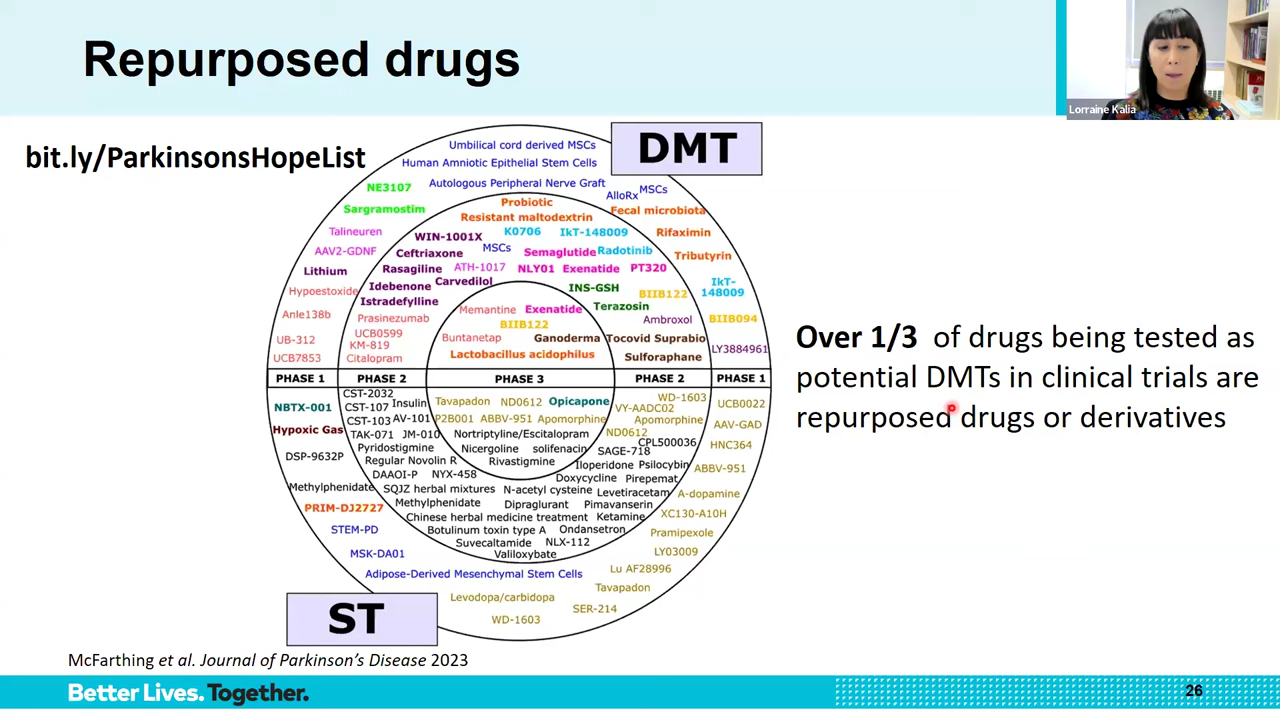 Repurposed drugs
Lorraine Kalia
bit.ly/ParkinsonsHopeList
DMT
Umbilical cord derived MSCs
Human Amniotic Epithelial Stem Cells
Autologous Peripheral Nerve Graft
NE3107
AlloRx MSCs
Sargramostim
Probiotic
Fecal microbiota
Resistant maltodextrin
Talineuren
WIN-1001X
K0706
IkT-148009
Rifaximin
AAV2-GDNF
Ceftriaxone
MSCs
Semaglutide
Radotinib
Tributyrin
Lithium
Rasagiline
ATH-1017
NLY01
Exenatide
PT320
Idebenone
Carvedilol
INS-GSH
BIIB122
IkT-
148009
Hypoestoxide
Istradefylline
Terazosin
Anle138b
Prasinezumab
Memantine
Exenatide
Ambroxol
BIIB094
UCB0599
BIIB122
UB-312
KM-819
Buntanetap
Ganoderma
Tocovid Suprabio
LY3884961
UCB7853
Citalopram
Lactobacillus acidophilus
Sulforaphane
PHASE 1
PHASE 2
PHASE 3
PHASE 2
PHASE 1
NBTX-001
CST-2032
CST-107
Insulin
Tavapadon
ND0612
Opicapone
WD-1603
UCB0022
VY-AADC02
CST-103
AV-101
P2B001
ABBV-951
Apomorphine
Apomorphine
AAV-GAD
Hypoxic Gas
TAK-071
JM-010
Nortriptyline/Escitalopram
ND0612
CPL500036
HNC364
Pyridostigmine
Nicergoline
solifenacin
SAGE-718
DSP-9632P
Regular Novolin R
Rivastigmine
Iloperidone
Psilocybin
ABBV-951
DAAOI-P
NYX-458
Doxycycline
Pirepemat
Methylphenidate
SQJZ herbal mixtures
N-acetyl cysteine
Levetiracetam
A-dopamine
PRIM-DJ2727
Methylphenidate
Dipraglurant
Pimavanserin
XC130-A10H
Chinese herbal medicine treatment
Ketamine
STEM-PD
Botulinum toxin type A
Ondansetron
Pramipexole
MSK-DA01
Suvecaltamide
NLX-112
LY03009
Valiloxybate
Adipose-Derived Mesenchymal Stem Cells
Lu AF28996
Levodopa/carbidopa
Tavapadon
SER-214
WD-1603
ST
Over 1/3 of drugs being tested as
potential DMTs in clinical trials are
repurposed drugs or derivatives
McFarthing et al. Journal of Parkinson's Disease 2023
Better Lives. Together.
26